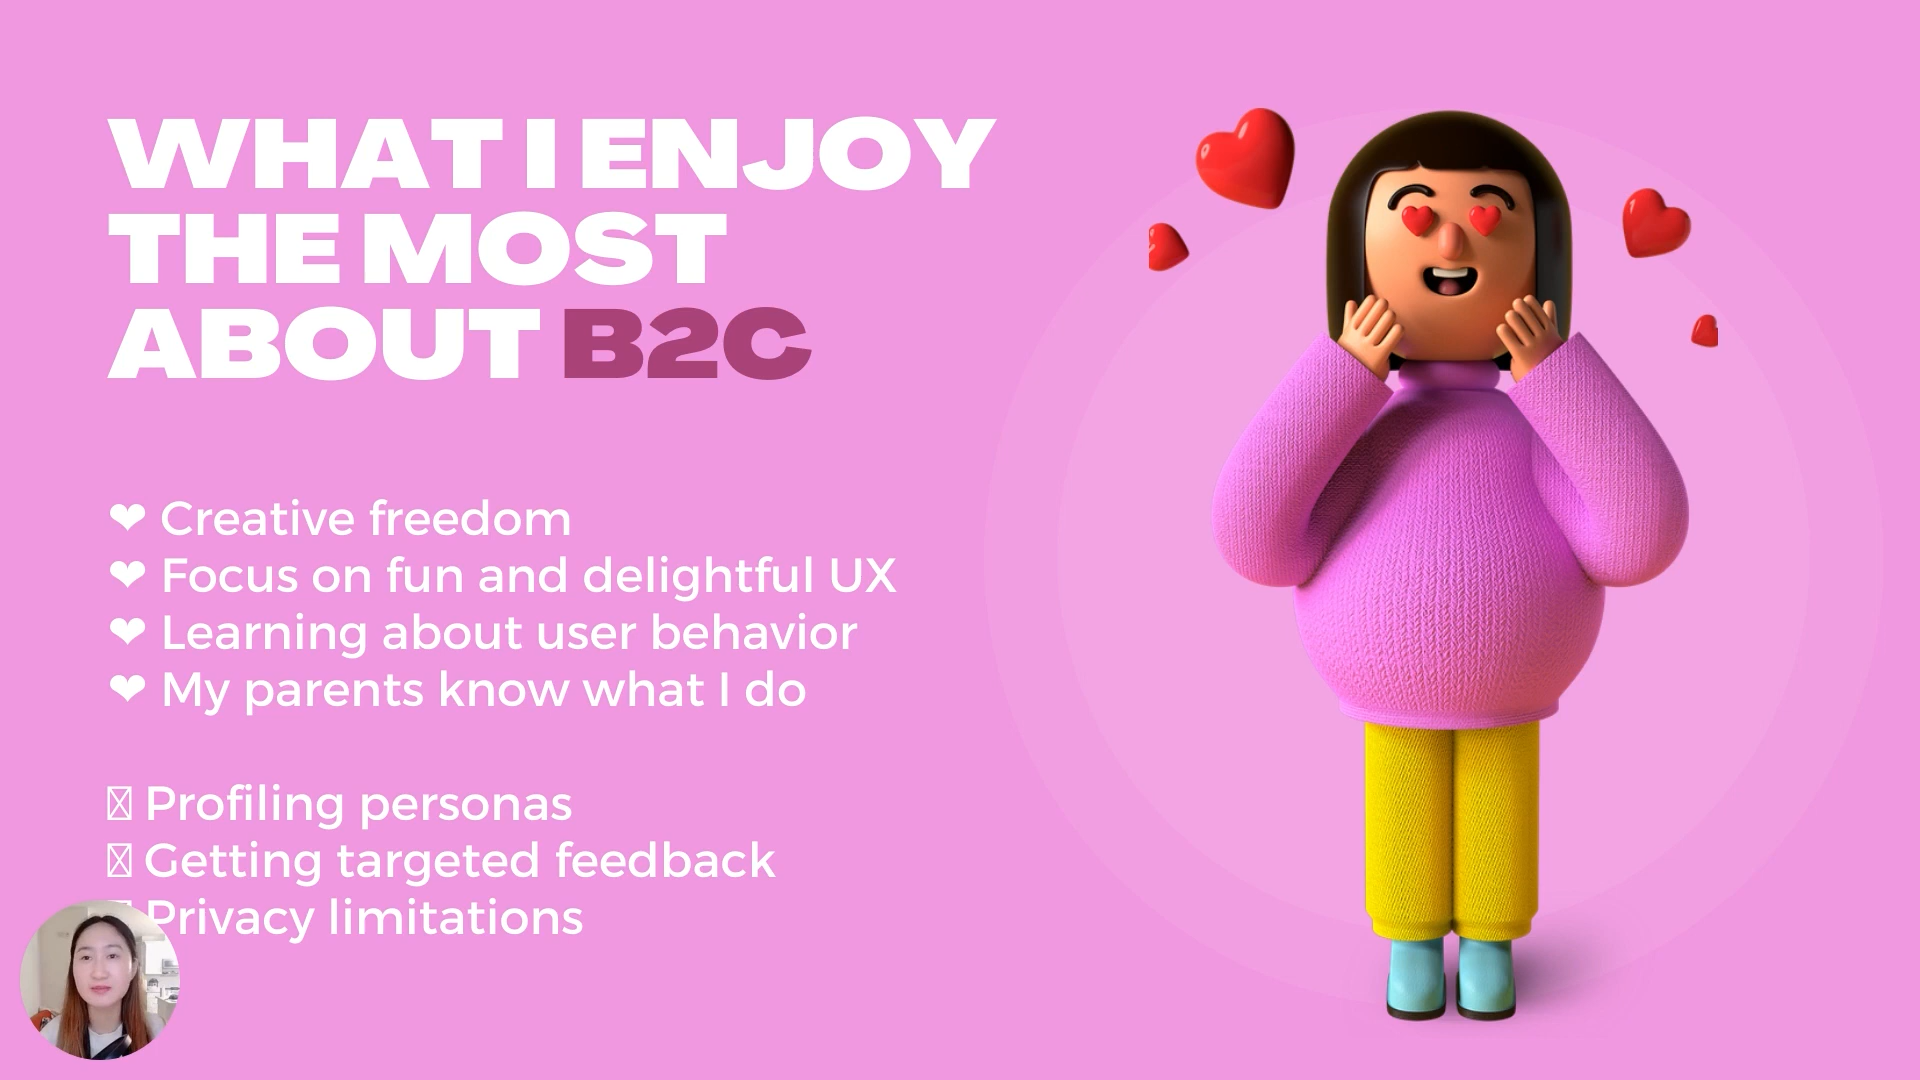 WHAT I ENJOY
THE MOST
ABOUT B2C
❤ Creative freedom
❤ Focus on fun and delightful UX
❤ Learning about user behavior
❤ My parents know what I do
Profiling personas
Getting targeted feedback
Privacy limitations